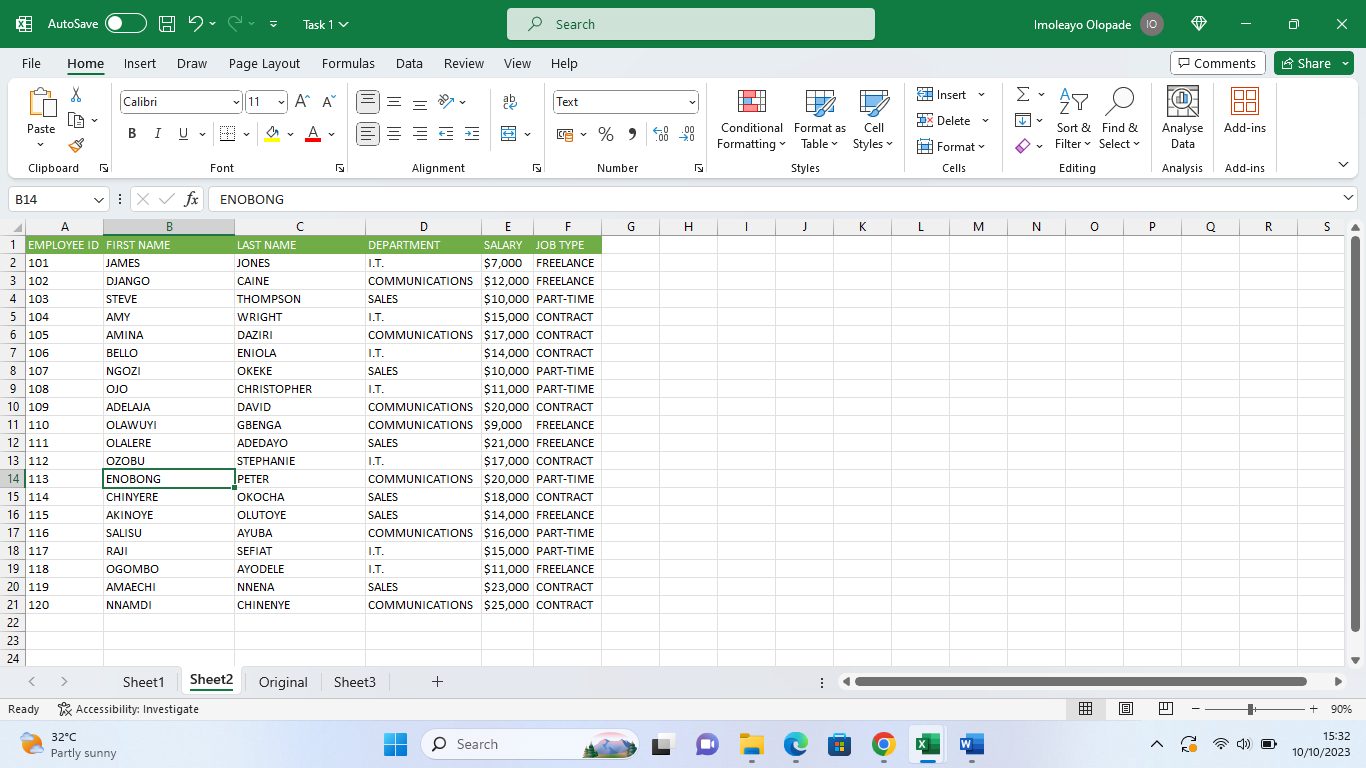 AutoSave Task 1 Search Imoleayo Olopade IO
File Home Insert Draw Page Layout Formulas Data Review View Help Comments Share
Calibri 11 A A ab Text Insert
Paste B I U A % Conditional Formatting Format as Table Cell Styles Delete Format Sort & Filter Find & Select Analyse Data Add-ins
Clipboard Font Alignment Number Styles Cells Editing Analysis Add-ins
B14 fx ENOBONG
A B C D E F G H I J K L M N O P Q R S
1 EMPLOYEE ID FIRST NAME LAST NAME DEPARTMENT SALARY JOB TYPE
2 101 JAMES JONES I.T. $7,000 FREELANCE
3 102 DJANGO CAINE COMMUNICATIONS $12,000 FREELANCE
4 103 STEVE THOMPSON SALES $10,000 PART-TIME
5 104 AMY WRIGHT I.T. $15,000 CONTRACT
6 105 AMINA DAZIRI COMMUNICATIONS $17,000 CONTRACT
7 106 BELLO ENIOLA I.T. $14,000 CONTRACT
8 107 NGOZI OKEKE SALES $10,000 PART-TIME
9 108 OJO CHRISTOPHER I.T. $11,000 PART-TIME
10 109 ADELAJA DAVID COMMUNICATIONS $20,000 CONTRACT
11 110 OLAWUYI GBENGA COMMUNICATIONS $9,000 FREELANCE
12 111 OLALERE ADEDAYO SALES $21,000 FREELANCE
13 112 OZOBU STEPHANIE I.T. $17,000 CONTRACT
14 113 ENOBONG PETER COMMUNICATIONS $20,000 PART-TIME
15 114 CHINYERE OKOCHA SALES $18,000 CONTRACT
16 115 AKINOYE OLUTOYE SALES $14,000 FREELANCE
17 116 SALISU AYUBA COMMUNICATIONS $16,000 PART-TIME
18 117 RAJI SEFIAT I.T. $15,000 PART-TIME
19 118 OGOMBO AYODELE I.T. $11,000 FREELANCE
20 119 AMAECHI NNENA SALES $23,000 CONTRACT
21 120 NNAMDI CHINENYE COMMUNICATIONS $25,000 CONTRACT
22
23
24
Sheet1 Sheet2 Original Sheet3 +
Ready Accessibility: Investigate 90%
32°C Search 15:32
Partly sunny 10/10/2023